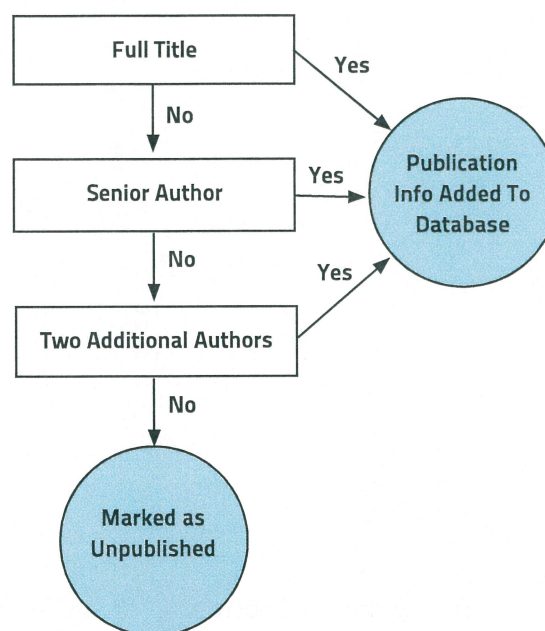 Full Title
Yes
No
Publication
Info Added To
Database
Senior Author
Yes
No
Yes
Two Additional Authors
No
Marked as
Unpublished